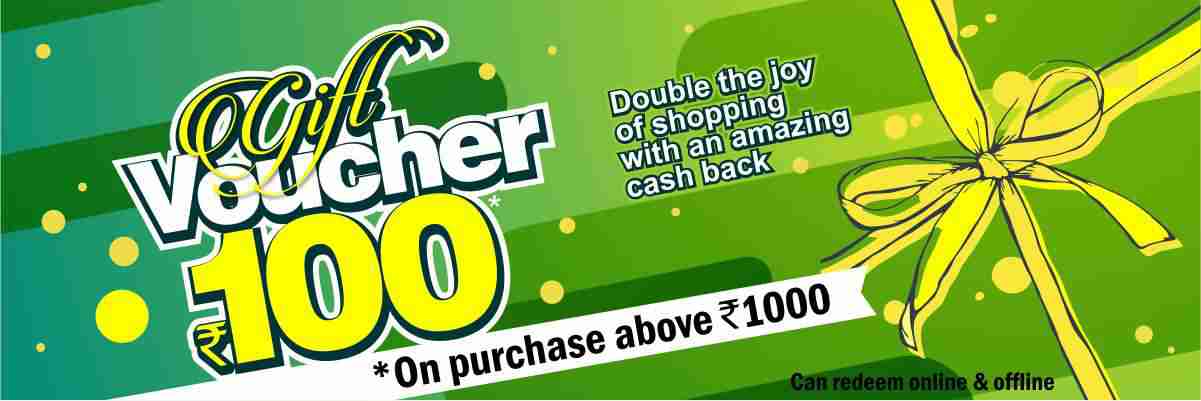 Gift
Voucher
₹100*
Double the joy
of shopping
with an amazing
cash back
*On purchase above ₹1000
Can redeem online & offline